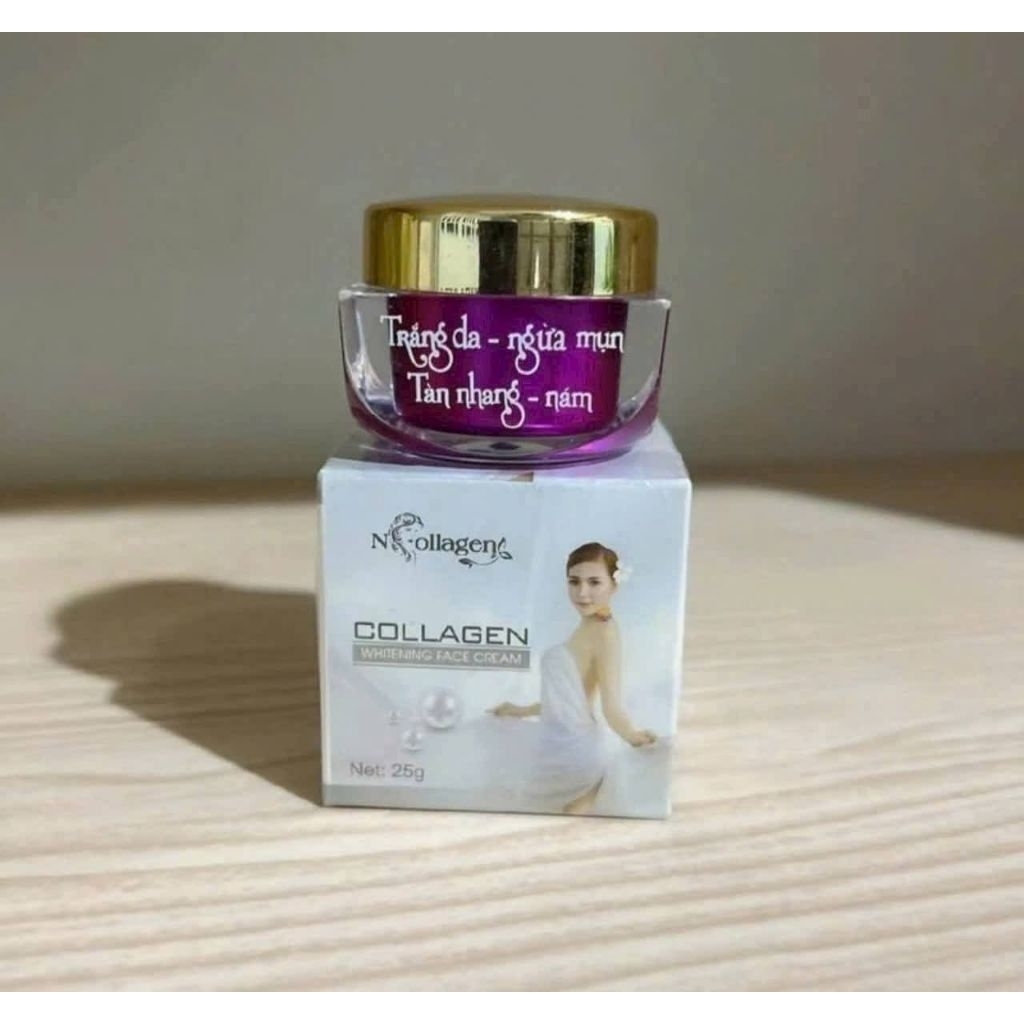 Trắng da - ngừa mụn
Tàn nhang - nám
NCollagen
COLLAGEN
WHITENING FACE CREAM
Net: 25g